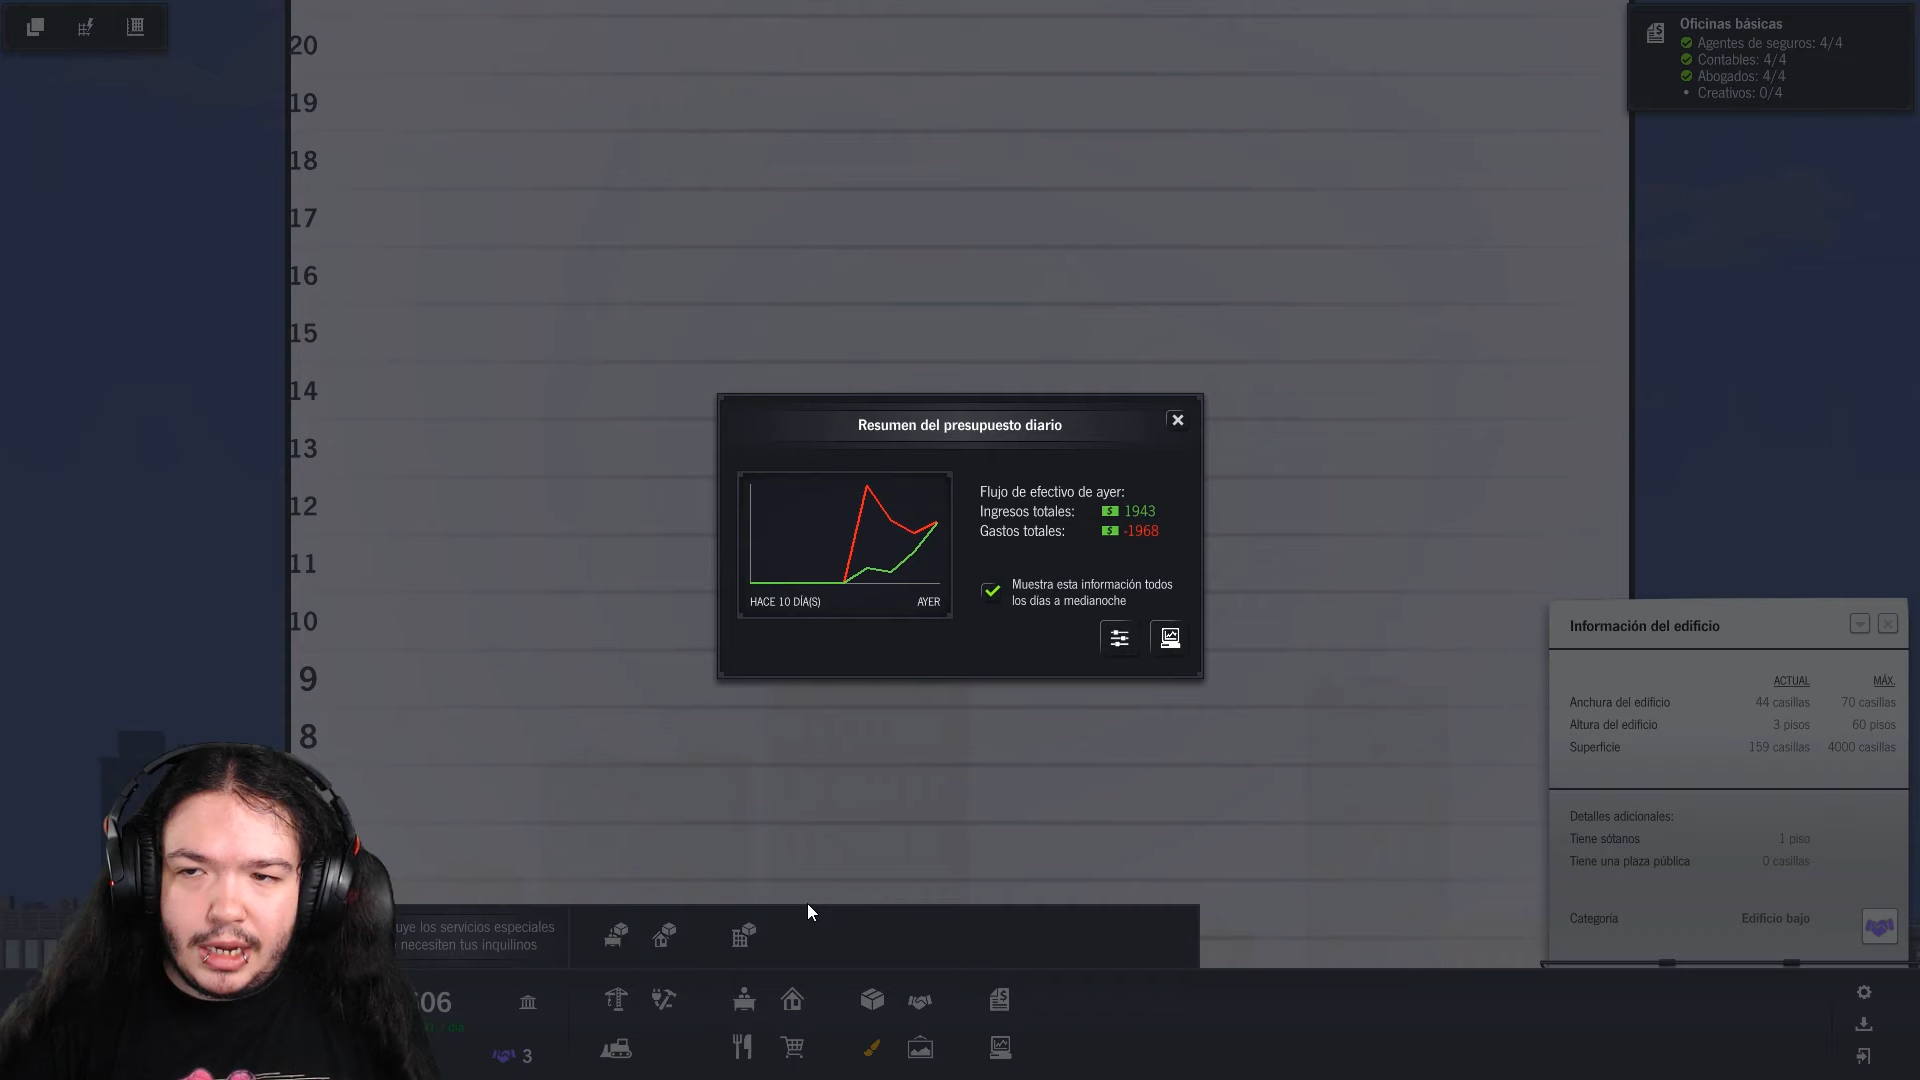 20
19
18
17
16
15
14
13
12
11
10
9
8
Oficinas básicas
Agentes de seguros: 4/4
Contables: 4/4
Abogados: 4/4
• Creativos: 0/4
Resumen del presupuesto diario
Flujo de efectivo de ayer:
Ingresos totales: $ 1943
Gastos totales: $ -1968
Muestra esta información todos
los días a medianoche
HACE 10 DÍA(S) AYER
Información del edificio
ACTUAL MÁX.
Anchura del edificio 44 casillas 70 casillas
Altura del edificio 3 pisos 60 pisos
Superficie 159 casillas 4000 casillas
Detalles adicionales:
Tiene sótanos 1 piso
Tiene una plaza pública 0 casillas
Categoría Edificio bajo
uye los servicios especiales
necesiten tus inquilinos
06
/ día
3